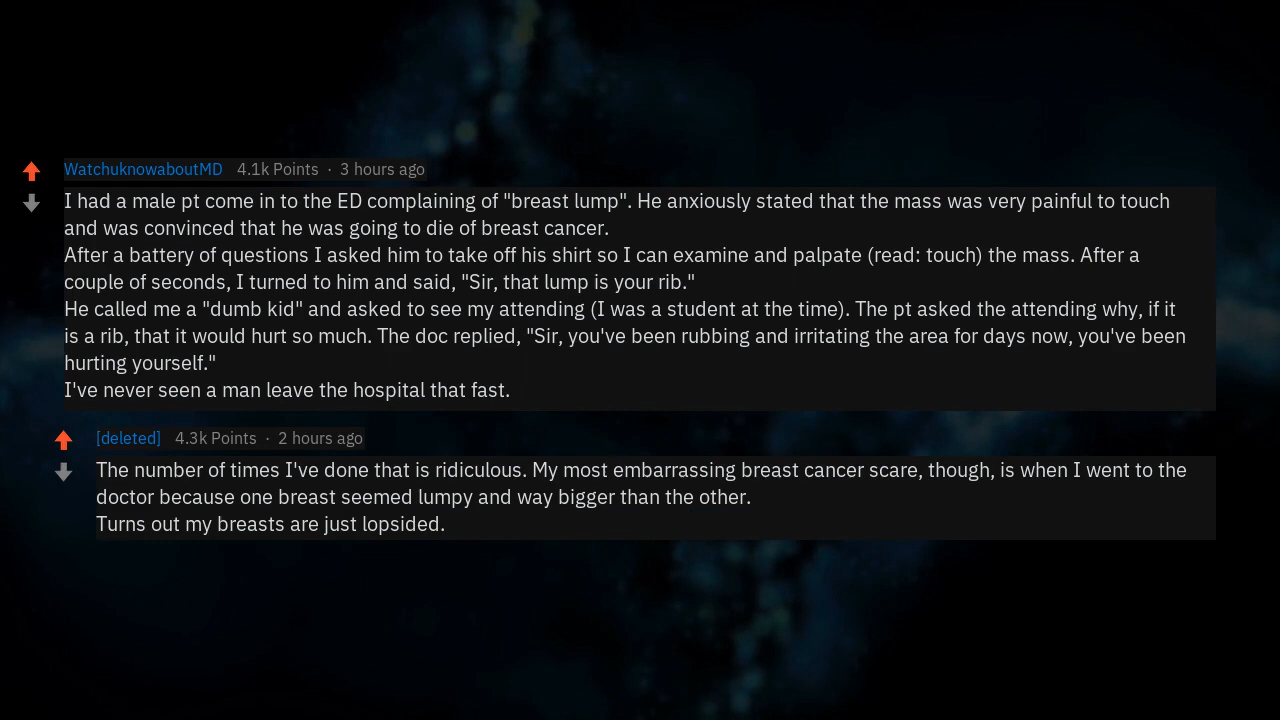 WatchuknowaboutMD 4.1k Points · 3 hours ago
I had a male pt come in to the ED complaining of "breast lump". He anxiously stated that the mass was very painful to touch
and was convinced that he was going to die of breast cancer.
After a battery of questions I asked him to take off his shirt so I can examine and palpate (read: touch) the mass. After a
couple of seconds, I turned to him and said, "Sir, that lump is your rib."
He called me a "dumb kid" and asked to see my attending (I was a student at the time). The pt asked the attending why, if it
is a rib, that it would hurt so much. The doc replied, "Sir, you've been rubbing and irritating the area for days now, you've been
hurting yourself."
I've never seen a man leave the hospital that fast.
[deleted] 4.3k Points · 2 hours ago
The number of times I've done that is ridiculous. My most embarrassing breast cancer scare, though, is when I went to the
doctor because one breast seemed lumpy and way bigger than the other.
Turns out my breasts are just lopsided.